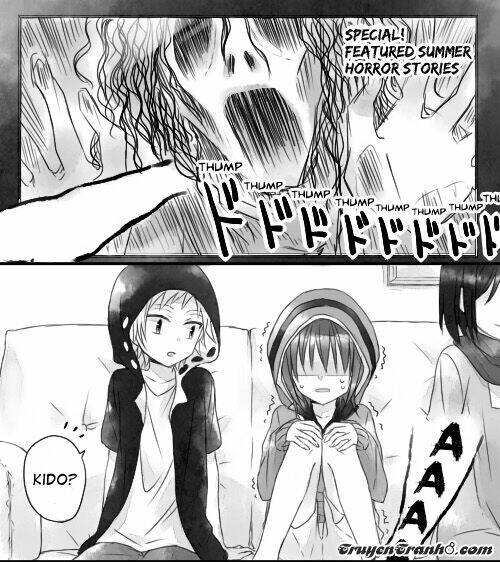 SPECIAL!
FEATURED SUMMER
HORROR STORIES
THUMP
THUMP
THUMP
THUMP
THUMP
THUMP
THUMP
THU
ドドドドドドドド
KIDO?
AAA
TruyenTranh8.com